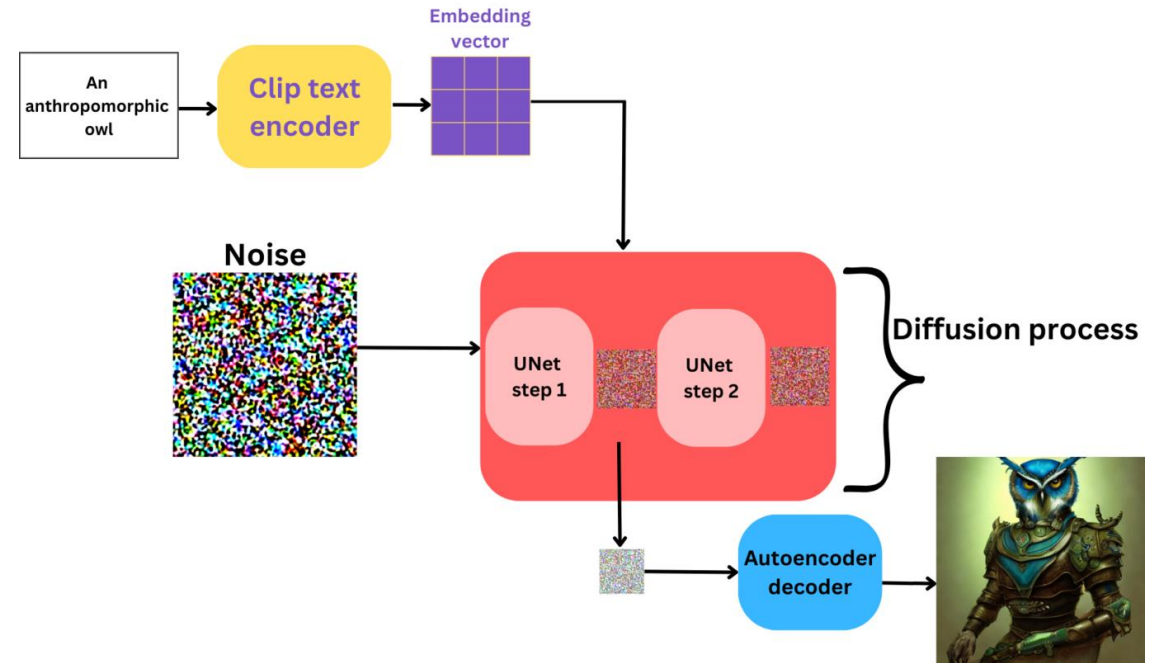 Embedding
vector
An
anthropomorphic
owl
Clip text
encoder
Noise
UNet
step 1
UNet
step 2
Diffusion process
Autoencoder
decoder